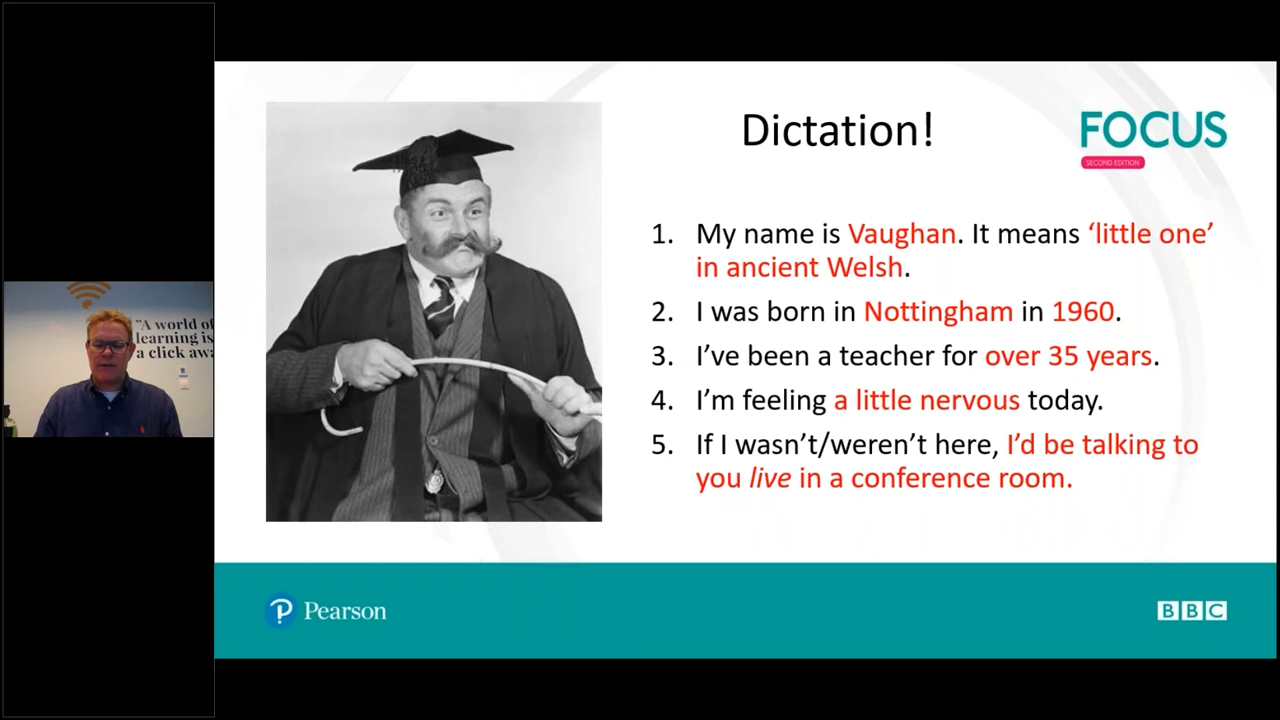 Dictation!
FOCUS
SECOND EDITION
1. My name is Vaughan. It means ‘little one’
in ancient Welsh.
2. I was born in Nottingham in 1960.
3. I’ve been a teacher for over 35 years.
4. I’m feeling a little nervous today.
5. If I wasn’t/weren’t here, I’d be talking to
you live in a conference room.
"A world of
learning is
a click awa
Pearson
BBC